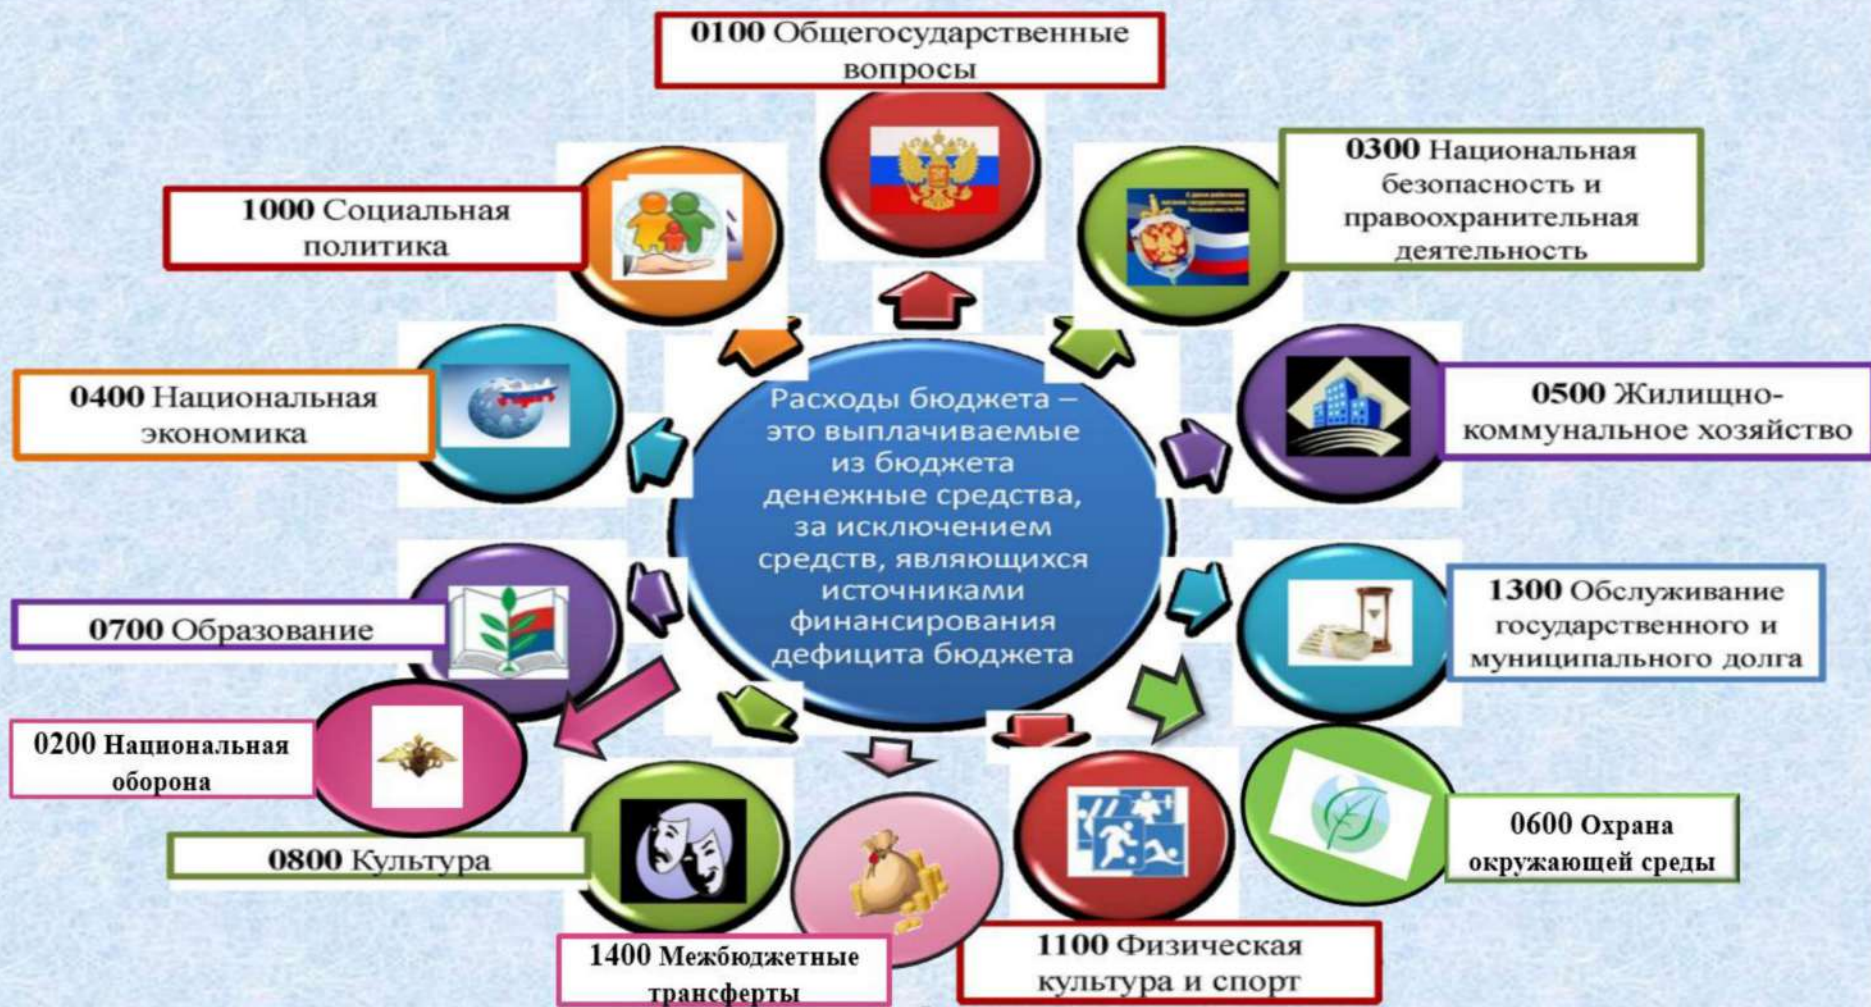 0100 Общегосударственные
вопросы
0300 Национальная
безопасность и
правоохранительная
деятельность
1000 Социальная
политика
0400 Национальная
экономика
0500 Жилищно-
коммунальное хозяйство
Расходы бюджета –
это выплачиваемые
из бюджета
денежные средства,
за исключением
средств, являющихся
источниками
финансирования
дефицита бюджета
0700 Образование
1300 Обслуживание
государственного и
муниципального долга
0200 Национальная
оборона
0800 Культура
0600 Охрана
окружающей среды
1400 Межбюджетные
трансферты
1100 Физическая
культура и спорт